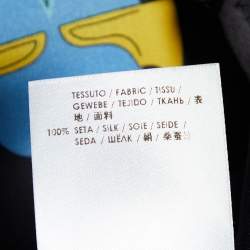 TESSUTO / FABRIC / TISSU /
GEWEBE / TEJIDO / ТКАНЬ / 表
地 / 面料
100% SETA / SILK / SOIE / SEIDE /
SEDA / ШЁЛК / 絹 / 桑蚕丝